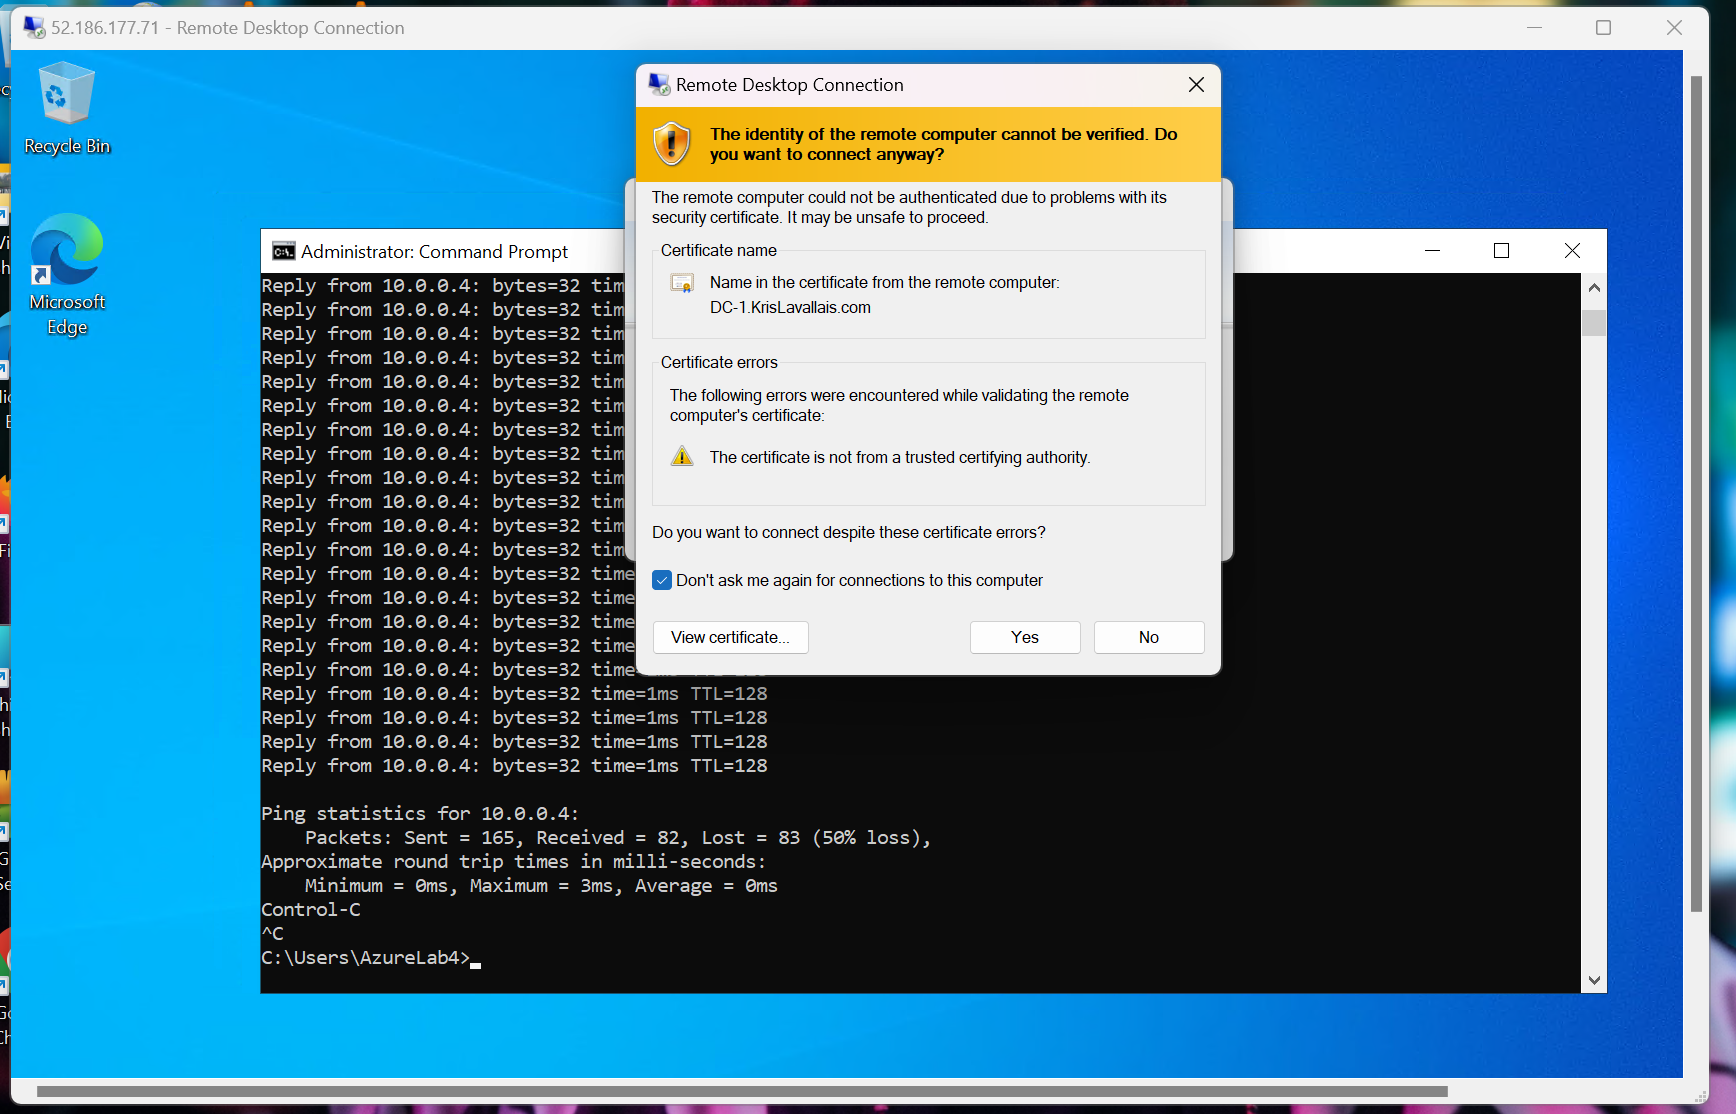 52.186.177.71 - Remote Desktop Connection
Recycle Bin
Microsoft
Edge
Administrator: Command Prompt
Reply from 10.0.0.4: bytes=32 tim
Reply from 10.0.0.4: bytes=32 tim
Reply from 10.0.0.4: bytes=32 tim
Reply from 10.0.0.4: bytes=32 tim
Reply from 10.0.0.4: bytes=32 tim
Reply from 10.0.0.4: bytes=32 tim
Reply from 10.0.0.4: bytes=32 tim
Reply from 10.0.0.4: bytes=32 tim
Reply from 10.0.0.4: bytes=32 tim
Reply from 10.0.0.4: bytes=32 tim
Reply from 10.0.0.4: bytes=32 tim
Reply from 10.0.0.4: bytes=32 tim
Reply from 10.0.0.4: bytes=32 time
Reply from 10.0.0.4: bytes=32 time
Reply from 10.0.0.4: bytes=32 time
Reply from 10.0.0.4: bytes=32 time
Reply from 10.0.0.4: bytes=32 time=1ms TTL=128
Reply from 10.0.0.4: bytes=32 time=1ms TTL=128
Reply from 10.0.0.4: bytes=32 time=1ms TTL=128
Reply from 10.0.0.4: bytes=32 time=1ms TTL=128
Reply from 10.0.0.4: bytes=32 time=1ms TTL=128
Ping statistics for 10.0.0.4:
Packets: Sent = 165, Received = 82, Lost = 83 (50% loss),
Approximate round trip times in milli-seconds:
Minimum = 0ms, Maximum = 3ms, Average = 0ms
Control-C
^C
C:\Users\AzureLab4>
Remote Desktop Connection
The identity of the remote computer cannot be verified. Do
you want to connect anyway?
The remote computer could not be authenticated due to problems with its
security certificate. It may be unsafe to proceed.
Certificate name
Name in the certificate from the remote computer:
DC-1.KrisLavallais.com
Certificate errors
The following errors were encountered while validating the remote
computer's certificate:
The certificate is not from a trusted certifying authority.
Do you want to connect despite these certificate errors?
Don't ask me again for connections to this computer
View certificate...
Yes
No